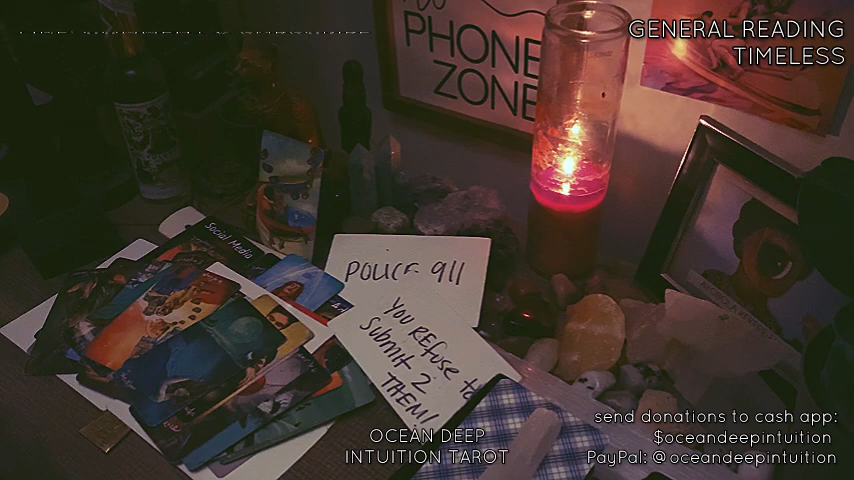 GENERAL READING
TIMELESS
PHONE
ZONE
Social Media
POLICE 911
YOU REFUSE to
Submit 2
THEM!
OCEAN DEEP
INTUITION TAROT
send donations to cash app:
$oceandeepintuition
PayPal: @oceandeepintuition